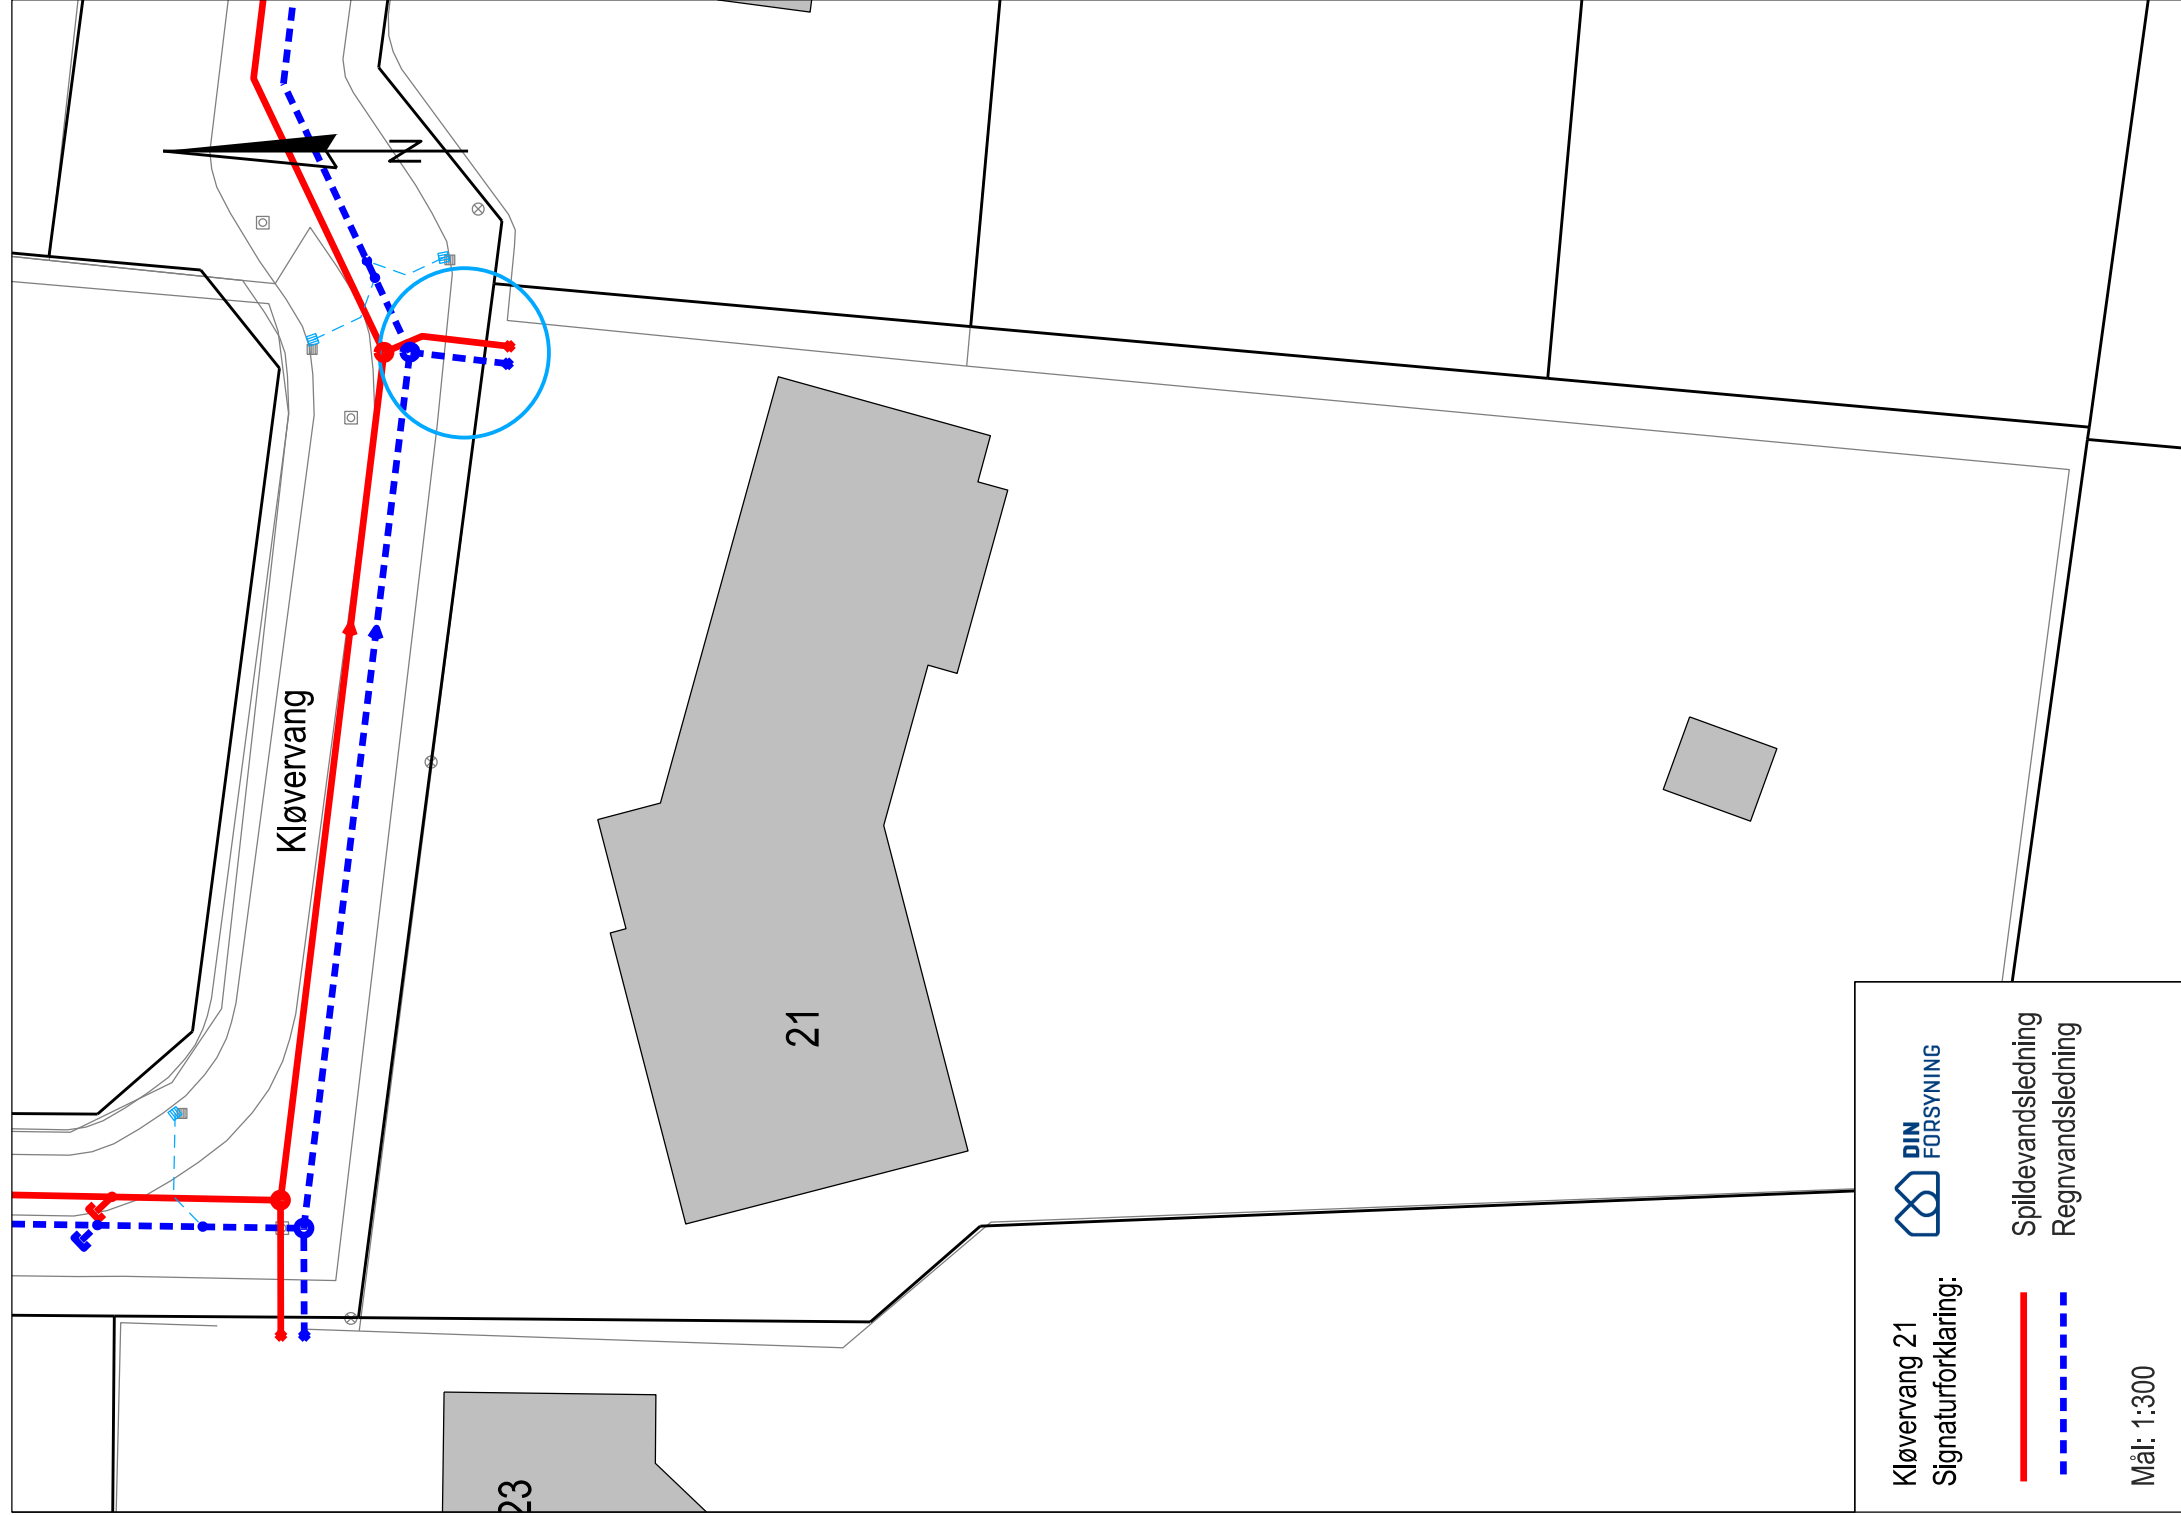 N
Kløvervang
21
23
Kløvervang 21
Signaturforklaring:
DIN
FORSYNING
Spildevandsledning
Regnvandsledning
Mål: 1:300